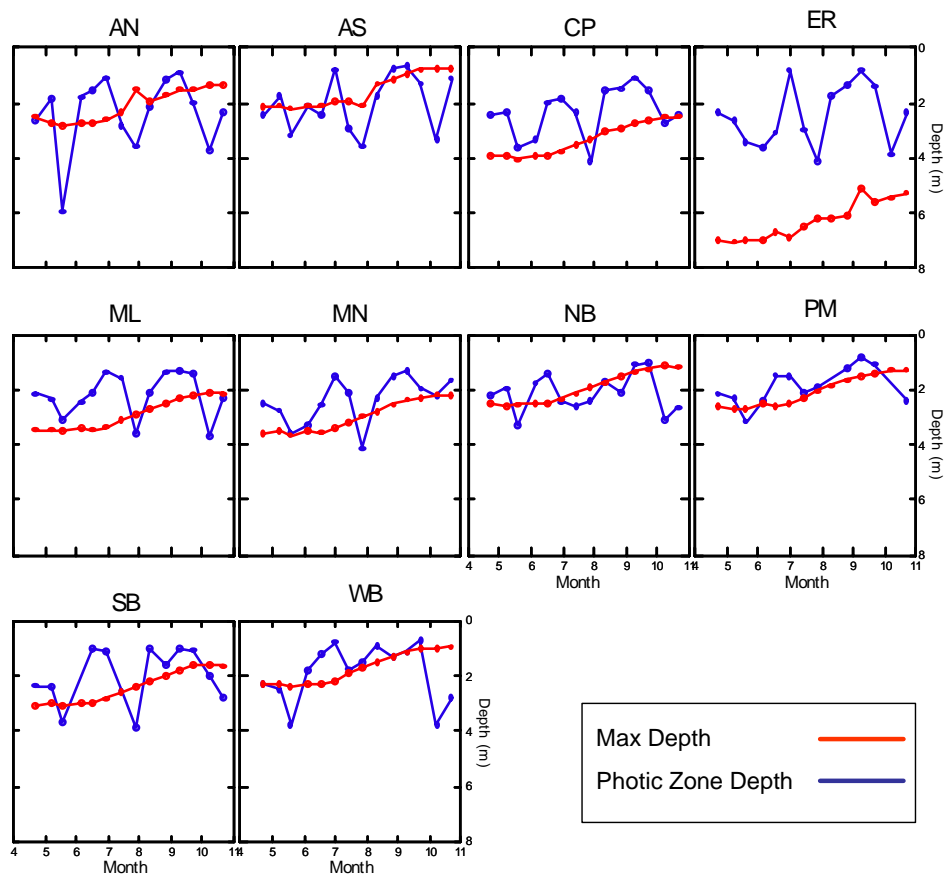 AN AS CP ER
0
2
4
6
8
Depth (m)
ML MN NB PM
0
2
4
6
8
Depth (m)
4 5 6 7 8 9 10 11 4 5 6 7 8 9 10 11
Month Month
SB WB
0
2
4
6
8
Depth (m)
4 5 6 7 8 9 10 11 4 5 6 7 8 9 10 11
Month Month
Max Depth
Photic Zone Depth